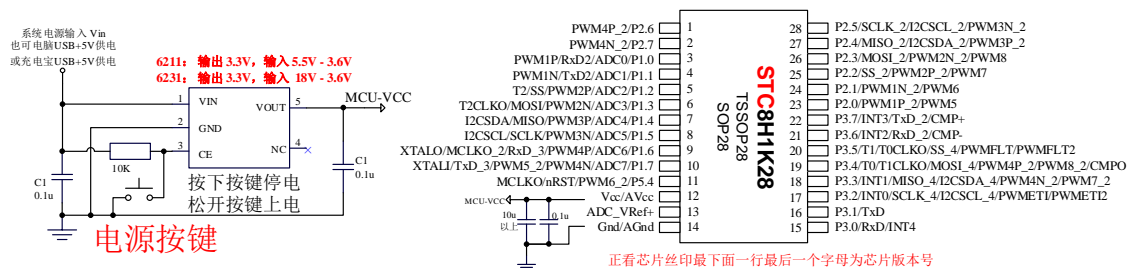 系统电源输入 Vin
也可电脑USB+5V供电
或充电宝USB+5V供电
6211： 输出 3.3V，输入 5.5V - 3.6V
6231： 输出 3.3V，输入 18V - 3.6V
1
VIN
VOUT
5
MCU-VCC
2
GND
3
CE
NC
4
10K
C1
0.1u
C1
0.1u
按下按键停电
松开按键上电
电源按键
PWM4P_2/P2.6
PWM4N_2/P2.7
PWM1P/RxD2/ADC0/P1.0
PWM1N/TxD2/ADC1/P1.1
T2/SS/PWM2P/ADC2/P1.2
T2CLKO/MOSI/PWM2N/ADC3/P1.3
I2CSDA/MISO/PWM3P/ADC4/P1.4
I2CSCL/SCLK/PWM3N/ADC5/P1.5
XTALO/MCLKO_2/RxD_3/PWM4P/ADC6/P1.6
XTALI/TxD_3/PWM5_2/PWM4N/ADC7/P1.7
MCLKO/nRST/PWM6_2/P5.4
Vcc/AVcc
ADC_VRef+
Gnd/AGnd
MCU-VCC
10u
以上
0.1u
1
2
3
4
5
6
7
8
9
10
11
12
13
14
STC8H1K28
TSSOP28
SOP28
28
27
26
25
24
23
22
21
20
19
18
17
16
15
P2.5/SCLK_2/I2CSCL_2/PWM3N_2
P2.4/MISO_2/I2CSDA_2/PWM3P_2
P2.3/MOSI_2/PWM2N_2/PWM8
P2.2/SS_2/PWM2P_2/PWM7
P2.1/PWM1N_2/PWM6
P2.0/PWM1P_2/PWM5
P3.7/INT3/TxD_2/CMP+
P3.6/INT2/RxD_2/CMP-
P3.5/T1/T0CLKO/SS_4/PWMFLT/PWMFLT2
P3.4/T0/T1CLKO/MOSI_4/PWM4P_2/PWM8_2/CMPO
P3.3/INT1/MISO_4/I2CSDA_4/PWM4N_2/PWM7_2
P3.2/INT0/SCLK_4/I2CSCL_4/PWMETI/PWMETI2
P3.1/TxD
P3.0/RxD/INT4
正看芯片丝印最下面一行最后一个字母为芯片版本号